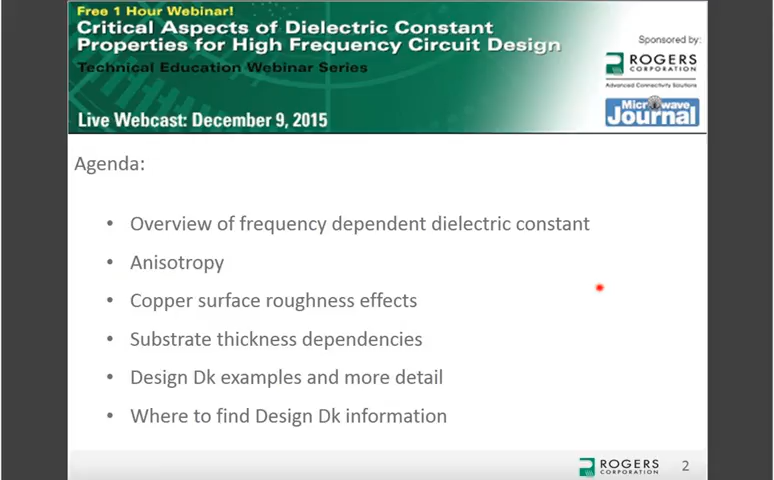 Free 1 Hour Webinar!
Critical Aspects of Dielectric Constant
Properties for High Frequency Circuit Design
Technical Education Webinar Series
Live Webcast: December 9, 2015
Sponsored by:
ROGERS
CORPORATION
Advanced Connectivity Solutions
Microwave
Journal
Agenda:
• Overview of frequency dependent dielectric constant
• Anisotropy
• Copper surface roughness effects
• Substrate thickness dependencies
• Design Dk examples and more detail
• Where to find Design Dk information
ROGERS
CORPORATION
2